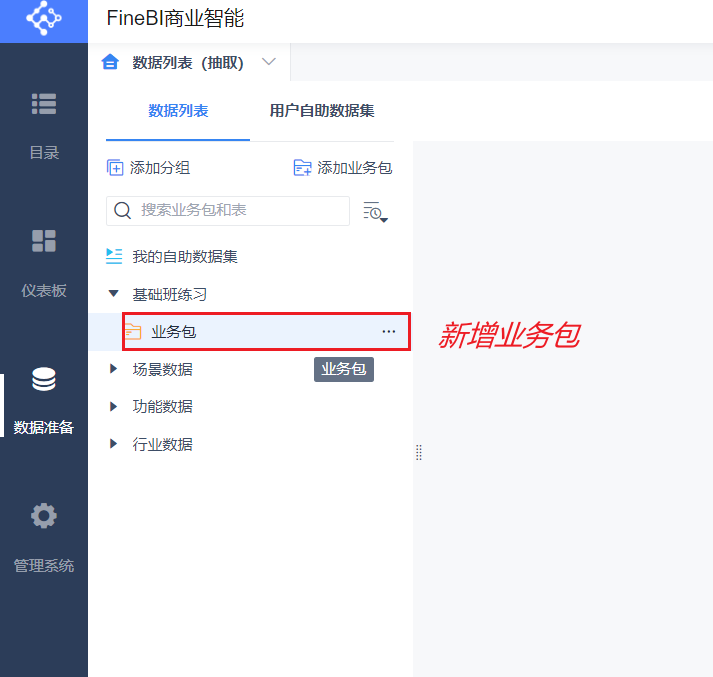 FineBI商业智能
数据列表（抽取）
数据列表 用户自助数据集
添加分组 添加业务包
搜索业务包和表
我的自助数据集
基础班练习
业务包 ...
新增业务包
场景数据
业务包
功能数据
行业数据
目录
仪表板
数据准备
管理系统